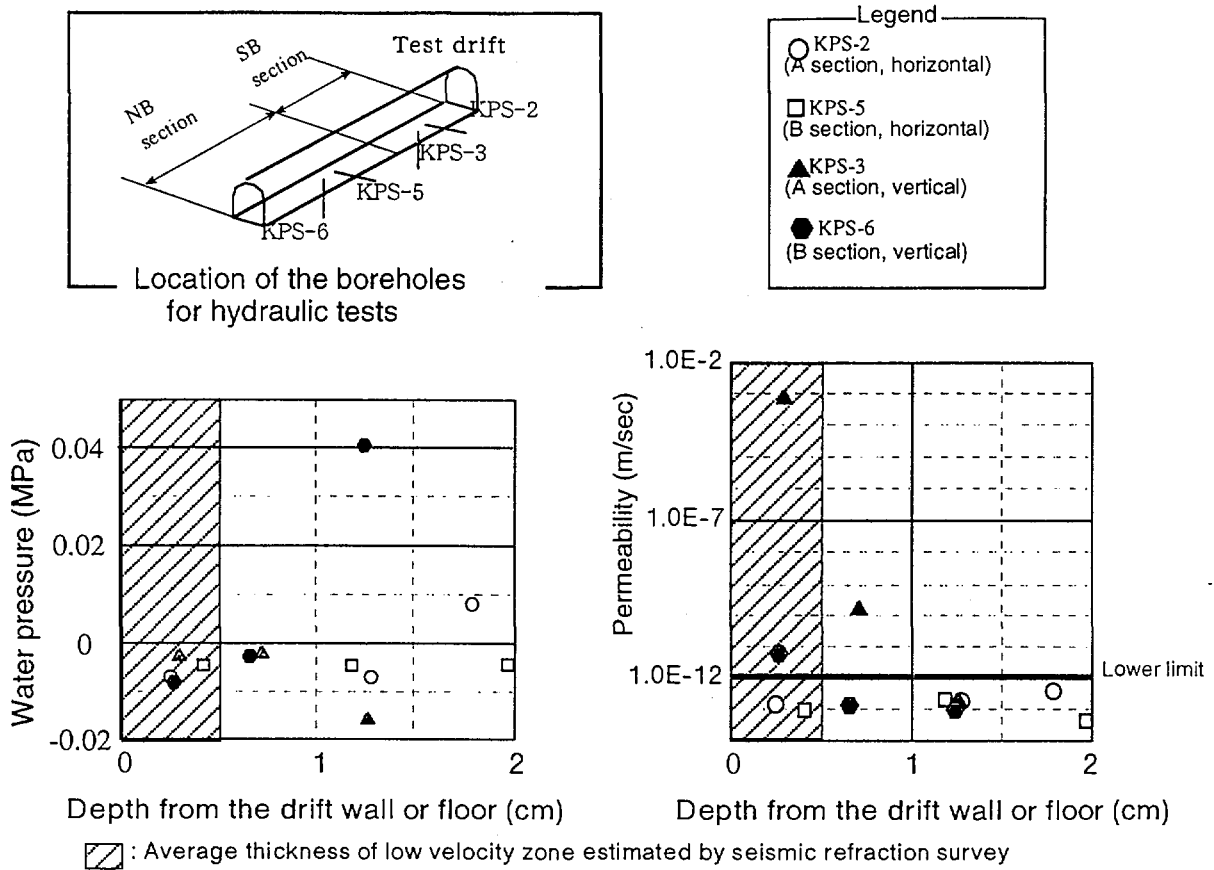 SB
section
Test drift
NB
section
KPS-2
KPS-3
KPS-5
KPS-6
Location of the boreholes
for hydraulic tests
Legend
KPS-2
(A section, horizontal)
KPS-5
(B section, horizontal)
KPS-3
(A section, vertical)
KPS-6
(B section, vertical)
Water pressure (MPa)
0.04
0.02
0
-0.02
0
1
2
Depth from the drift wall or floor (cm)
Permeability (m/sec)
1.0E-2
1.0E-7
1.0E-12
Lower limit
0
1
2
Depth from the drift wall or floor (cm)
: Average thickness of low velocity zone estimated by seismic refraction survey